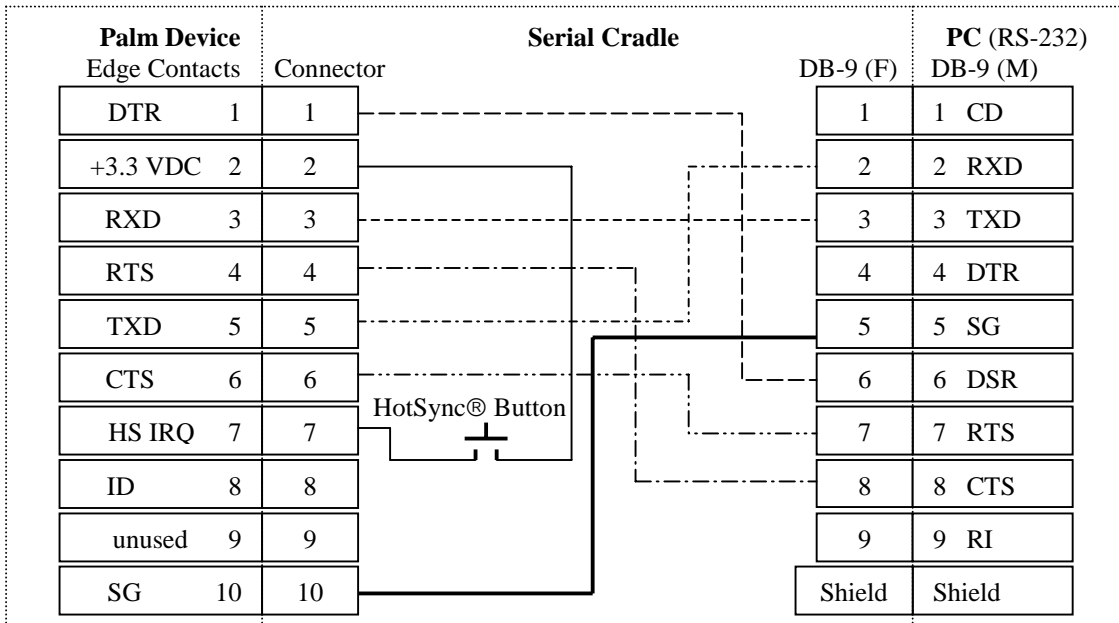 Palm Device Serial Cradle PC (RS-232)
Edge Contacts Connector DB-9 (F) DB-9 (M)
DTR 1 1 1 1 CD
+3.3 VDC 2 2 2 2 RXD
RXD 3 3 3 3 TXD
RTS 4 4 4 4 DTR
TXD 5 5 5 5 SG
CTS 6 6 6 6 DSR
HotSync® Button
HS IRQ 7 7 7 7 RTS
ID 8 8 8 8 CTS
unused 9 9 9 9 RI
SG 10 10 Shield Shield